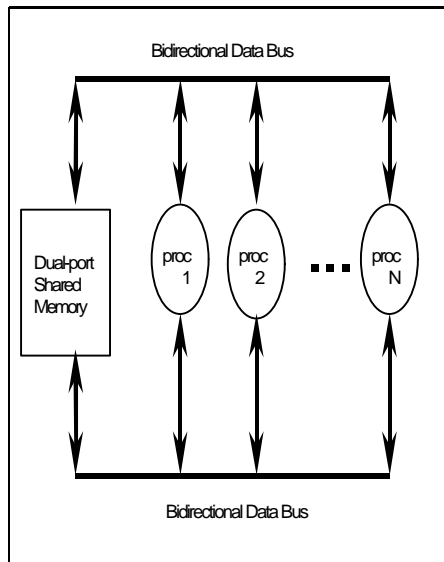 Bidirectional Data Bus
Dual-port
Shared
Memory
proc
1
proc
2
proc
N
Bidirectional Data Bus